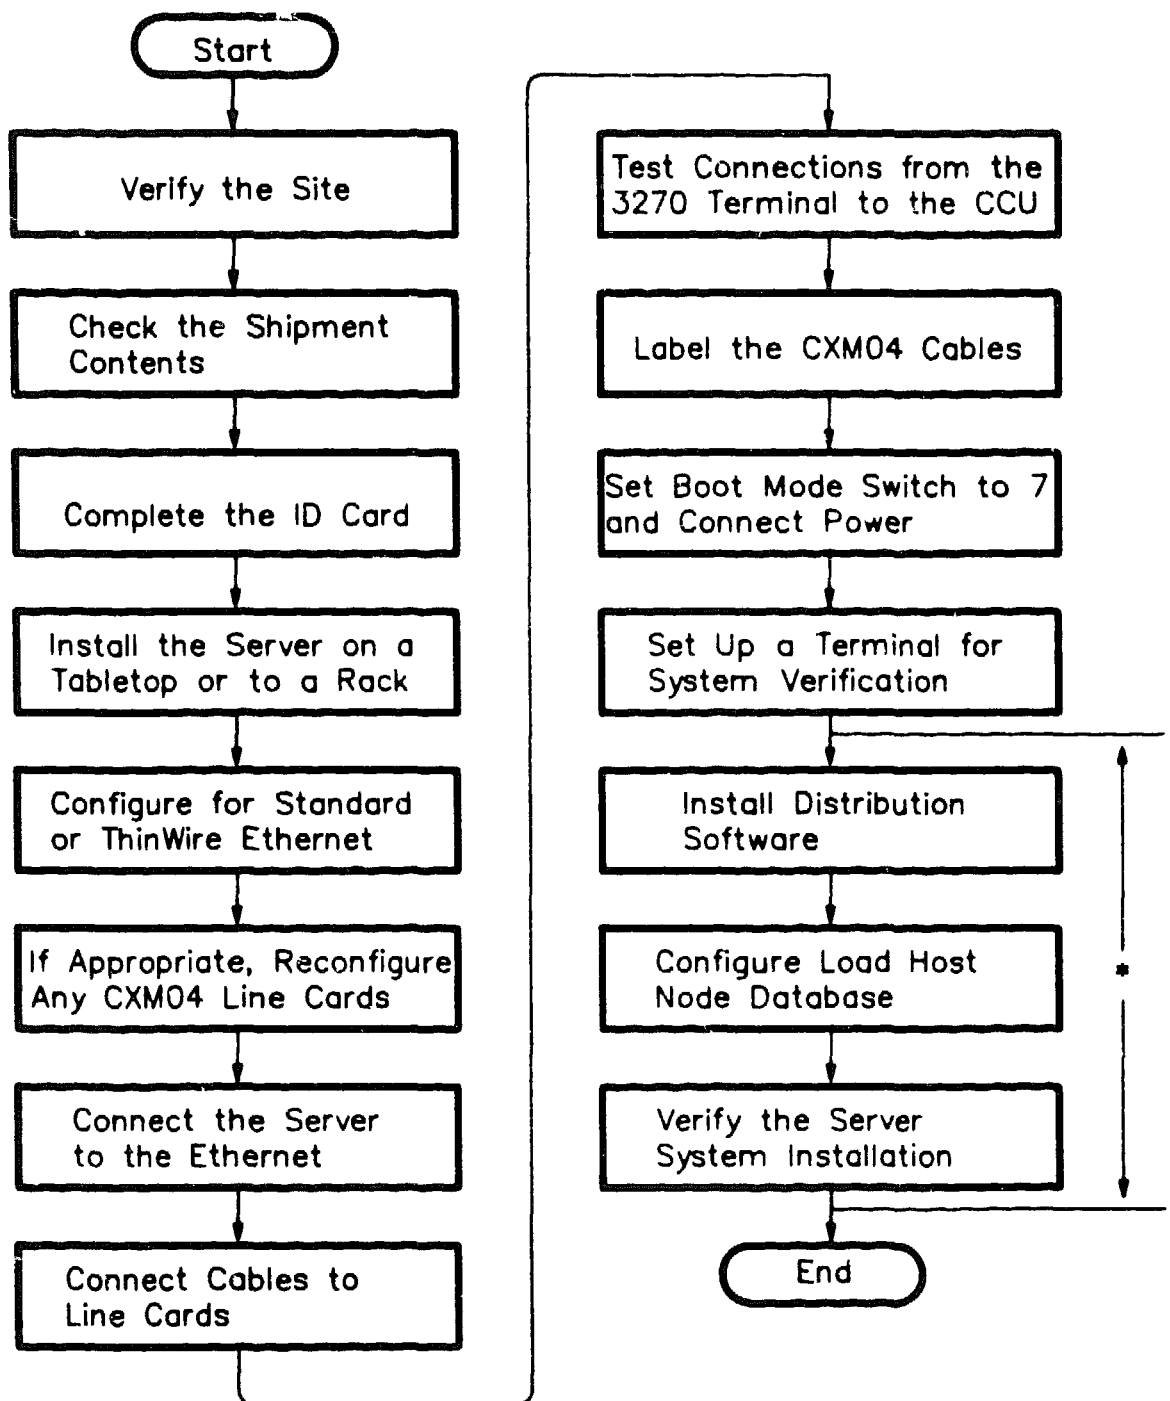 Start
Verify the Site
Check the Shipment
Contents
Complete the ID Card
Install the Server on a
Tabletop or to a Rack
Configure for Standard
or ThinWire Ethernet
If Appropriate, Reconfigure
Any CXM04 Line Cards
Connect the Server
to the Ethernet
Connect Cables to
Line Cards
Test Connections from the
3270 Terminal to the CCU
Label the CXM04 Cables
Set Boot Mode Switch to 7
and Connect Power
Set Up a Terminal for
System Verification
Install Distribution
Software
Configure Load Host
Node Database
Verify the Server
System Installation
*
End